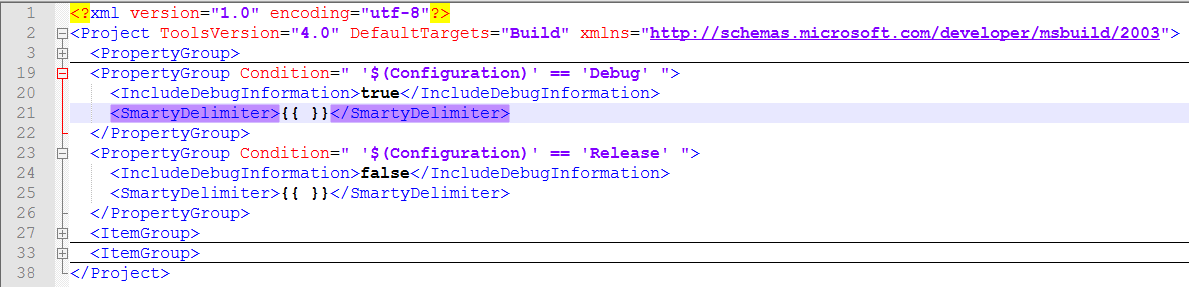 1 <?xml version="1.0" encoding="utf-8"?>
2 <Project ToolsVersion="4.0" DefaultTargets="Build" xmlns="http://schemas.microsoft.com/developer/msbuild/2003">
3 <PropertyGroup>
19 <PropertyGroup Condition=" '$(Configuration)' == 'Debug' ">
20 <IncludeDebugInformation>true</IncludeDebugInformation>
21 <SmartyDelimiter>{{ }}</SmartyDelimiter>
22 </PropertyGroup>
23 <PropertyGroup Condition=" '$(Configuration)' == 'Release' ">
24 <IncludeDebugInformation>false</IncludeDebugInformation>
25 <SmartyDelimiter>{{ }}</SmartyDelimiter>
26 </PropertyGroup>
27 <ItemGroup>
33 <ItemGroup>
38 </Project>